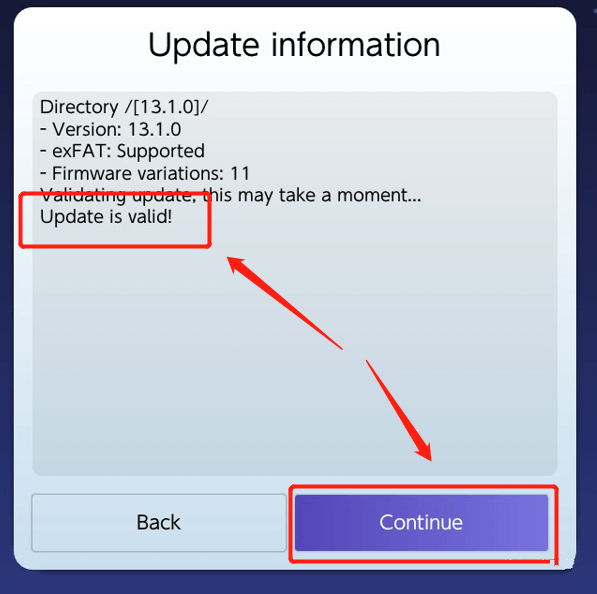 Update information
Directory /[13.1.0]/
- Version: 13.1.0
- exFAT: Supported
- Firmware variations: 11
Validating update, this may take a moment...
Update is valid!
Back
Continue